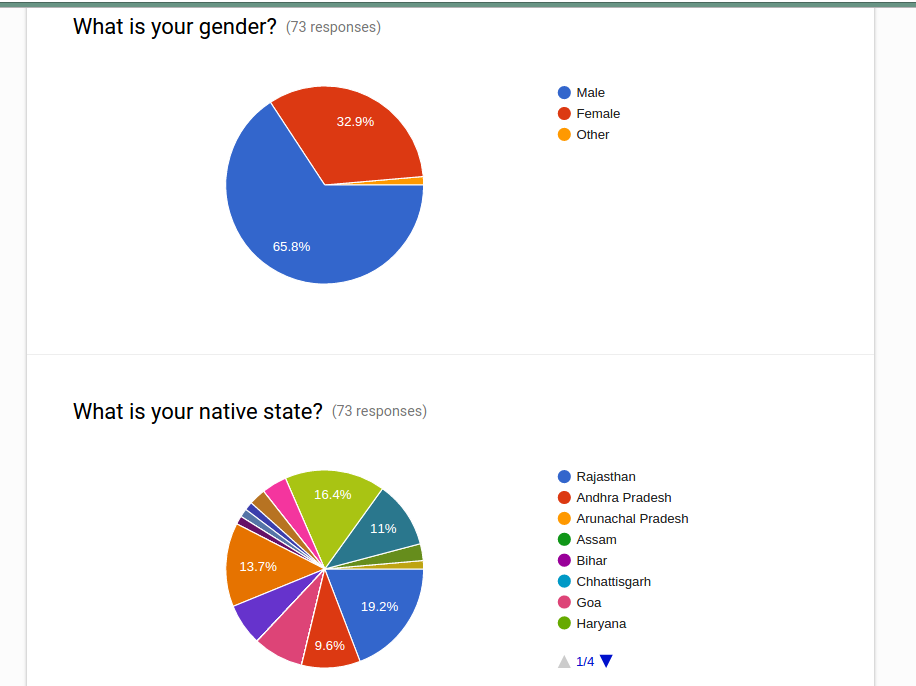 What is your gender? (73 responses)
Male
Female
Other
32.9%
65.8%
What is your native state? (73 responses)
Rajasthan
Andhra Pradesh
Arunachal Pradesh
Assam
Bihar
Chhattisgarh
Goa
Haryana
1/4
16.4%
11%
13.7%
19.2%
9.6%